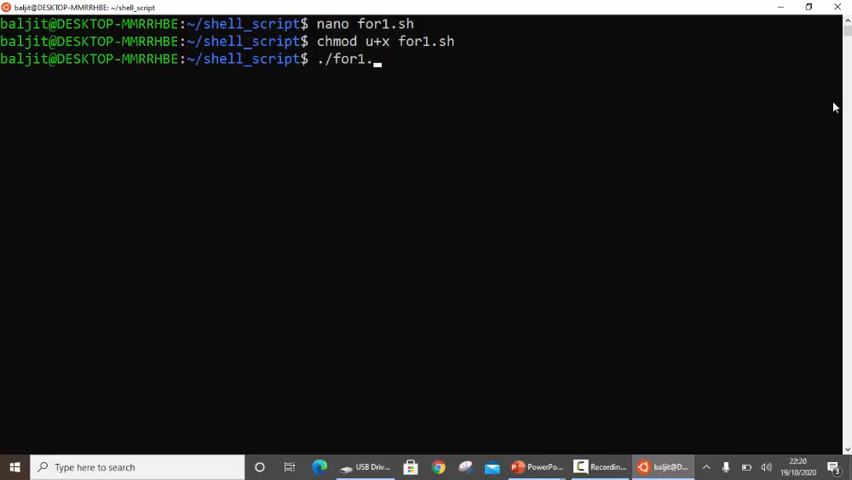 baljit@DESKTOP-MMRRHBE: ~/shell_script
baljit@DESKTOP-MMRRHBE:~/shell_script$ nano for1.sh
baljit@DESKTOP-MMRRHBE:~/shell_script$ chmod u+x for1.sh
baljit@DESKTOP-MMRRHBE:~/shell_script$ ./for1._
Type here to search
USB Driv...
PowerPo...
Recordin...
baljit@D...
22:20
19/10/2020
3